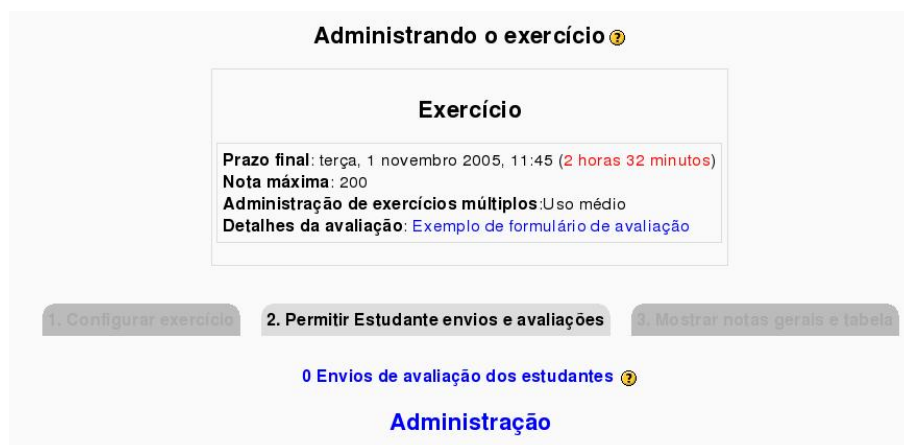 Administrando o exercício
Exercício
Prazo final: terça, 1 novembro 2005, 11:45 (2 horas 32 minutos)
Nota máxima: 200
Administração de exercícios múltiplos:Uso médio
Detalhes da avaliação: Exemplo de formulário de avaliação
1. Configurar exercício 2. Permitir Estudante envios e avaliações 3. Mostrar notas gerais e tabela
0 Envios de avaliação dos estudantes
Administração